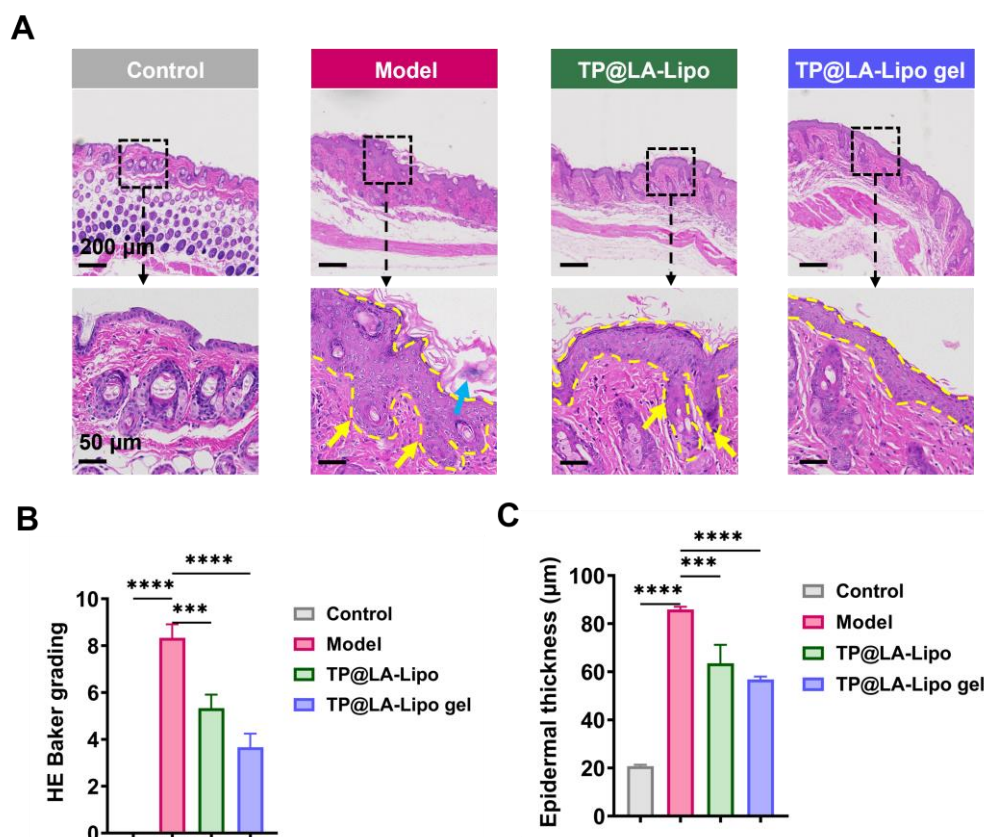 A
Control
Model
TP@LA-Lipo
TP@LA-Lipo gel
200 μm
50 μm
B
HE Baker grading
10
8
6
4
2
0
****
****
***
Control
Model
TP@LA-Lipo
TP@LA-Lipo gel
C
Epidermal thickness (μm)
100
80
60
40
20
0
****
***
****
Control
Model
TP@LA-Lipo
TP@LA-Lipo gel